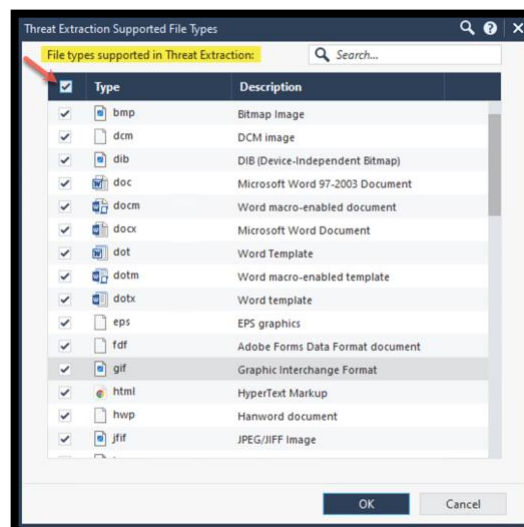 Threat Extraction Supported File Types
File types supported in Threat Extraction:
Search...
Type Description
bmp Bitmap Image
dcm DCM image
dib DIB (Device-Independent Bitmap)
doc Microsoft Word 97-2003 Document
docm Word macro-enabled document
docx Microsoft Word Document
dot Word Template
dotm Word macro-enabled template
dotx Word template
eps EPS graphics
fdf Adobe Forms Data Format document
gif Graphic Interchange Format
html HyperText Markup
hwp Hanword document
jfif JPEG/JIFF Image
OK Cancel